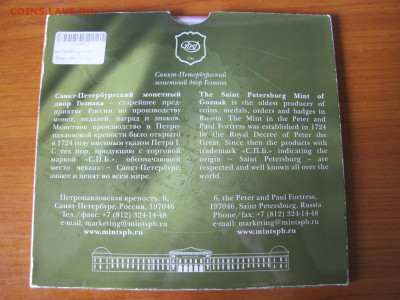 COINS.LAVE.RU
1724
Санкт-Петербургский
монетный двор Гознака
Санкт-Петербургский монетный
двор Гознака – старейшее пред-
приятие России по производству
монет, медалей, наград и знаков.
Монетное производство в Петро-
павловской крепости было открыто
в 1724 году именным указом Петра I.
С тех пор, продукцию с торговой
маркой «С.П.Б.», обозначающей
место чекана – Санкт-Петербург,
знают и ценят во всем мире.
The Saint Petersburg Mint of
Goznak is the oldest producer of
coins, medals, orders and badges in
Russia. The Mint in the Peter and
Paul Fortress was established in 1724
by the Royal Decree of Peter the
Great. Since then the products with
trademark «С.П.Б.», indicating the
origin – Saint Petersburg – are
respected and well known all over the
world.
Петропавловская крепость, 6,
Санкт-Петербург, Россия, 197046
Тел./факс: +7 (812) 324-14-48
e-mail: marketing@mintspb.ru
www.mintspb.ru
6, the Peter and Paul Fortress,
197046, Saint Petersburg, Russia
Phone/fax: +7 (812) 324-14-48
e-mail: marketing@mintspb.ru
www.mintspb.ru